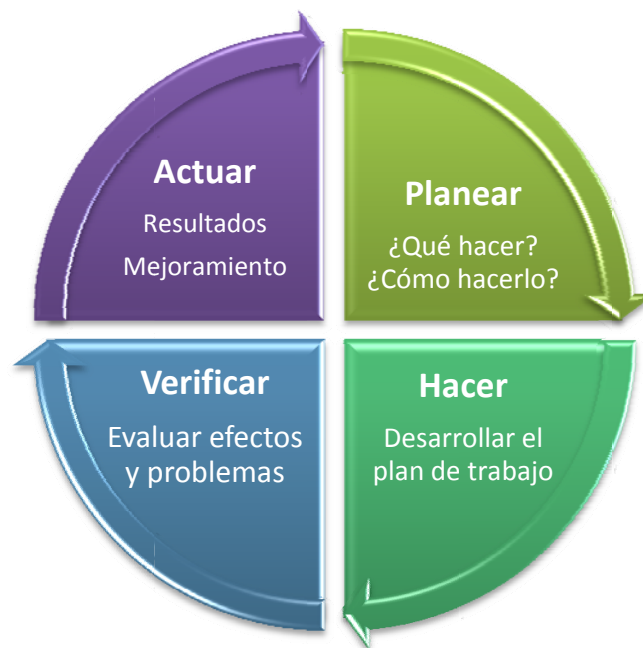 Actuar
Resultados
Mejoramiento
Planear
¿Qué hacer?
¿Cómo hacerlo?
Verificar
Evaluar efectos
y problemas
Hacer
Desarrollar el
plan de trabajo